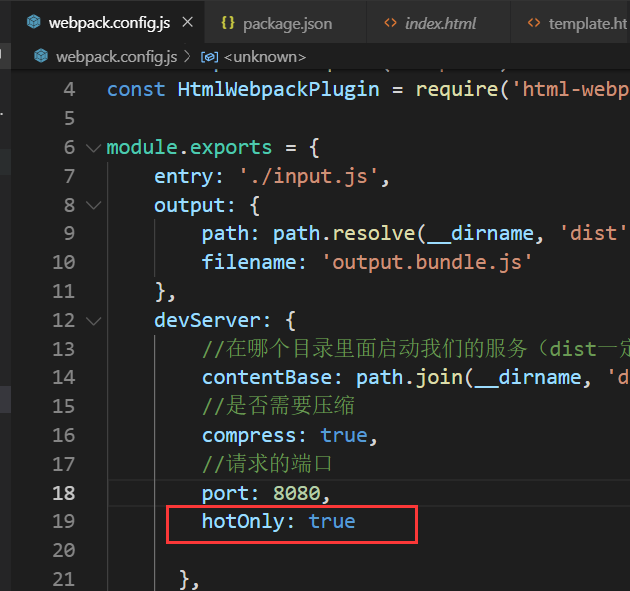 webpack.config.js × {} package.json <> index.html <> template.ht
webpack.config.js > <unknown>
4 const HtmlWebpackPlugin = require('html-webp
5
6 module.exports = {
7 entry: './input.js',
8 output: {
9 path: path.resolve(__dirname, 'dist'
10 filename: 'output.bundle.js'
11 },
12 devServer: {
13 //在哪个目录里面启动我们的服务（dist一定
14 contentBase: path.join(__dirname, 'd
15 //是否需要压缩
16 compress: true,
17 //请求的端口
18 port: 8080,
19 hotOnly: true
20
21 },